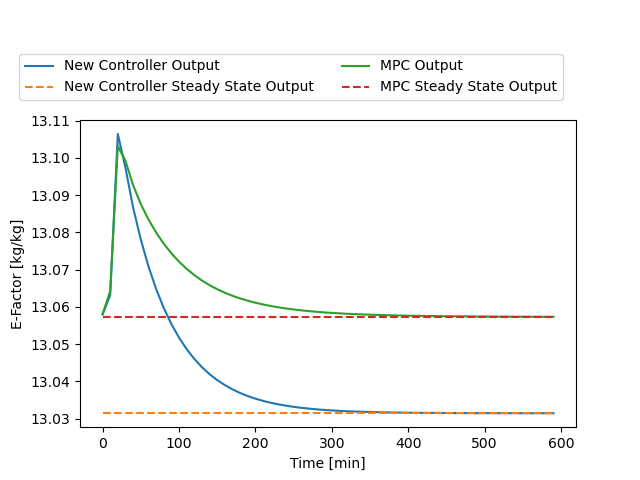 New Controller Output
New Controller Steady State Output
MPC Output
MPC Steady State Output
13.11
13.10
13.09
13.08
13.07
13.06
13.05
13.04
13.03
E-Factor [kg/kg]
0 100 200 300 400 500 600
Time [min]